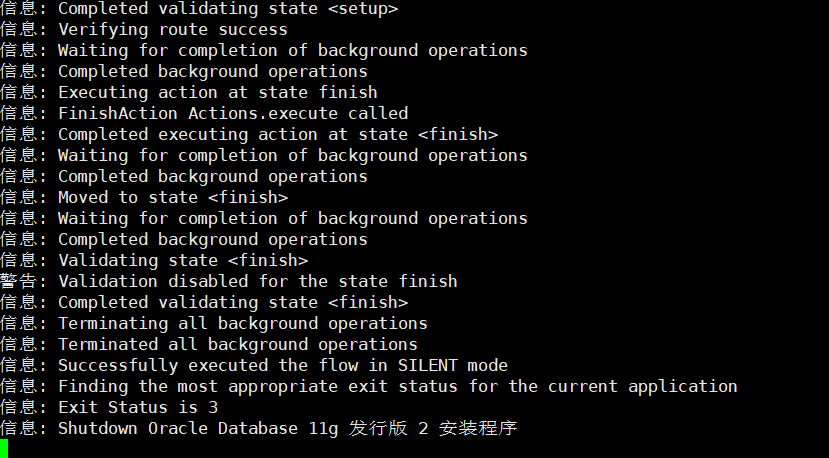 信息: Completed validating state <setup>
信息: Verifying route success
信息: Waiting for completion of background operations
信息: Completed background operations
信息: Executing action at state finish
信息: FinishAction Actions.execute called
信息: Completed executing action at state <finish>
信息: Waiting for completion of background operations
信息: Completed background operations
信息: Moved to state <finish>
信息: Waiting for completion of background operations
信息: Completed background operations
信息: Validating state <finish>
警告: Validation disabled for the state finish
信息: Completed validating state <finish>
信息: Terminating all background operations
信息: Terminated all background operations
信息: Successfully executed the flow in SILENT mode
信息: Finding the most appropriate exit status for the current application
信息: Exit Status is 3
信息: Shutdown Oracle Database 11g 发行版 2 安装程序